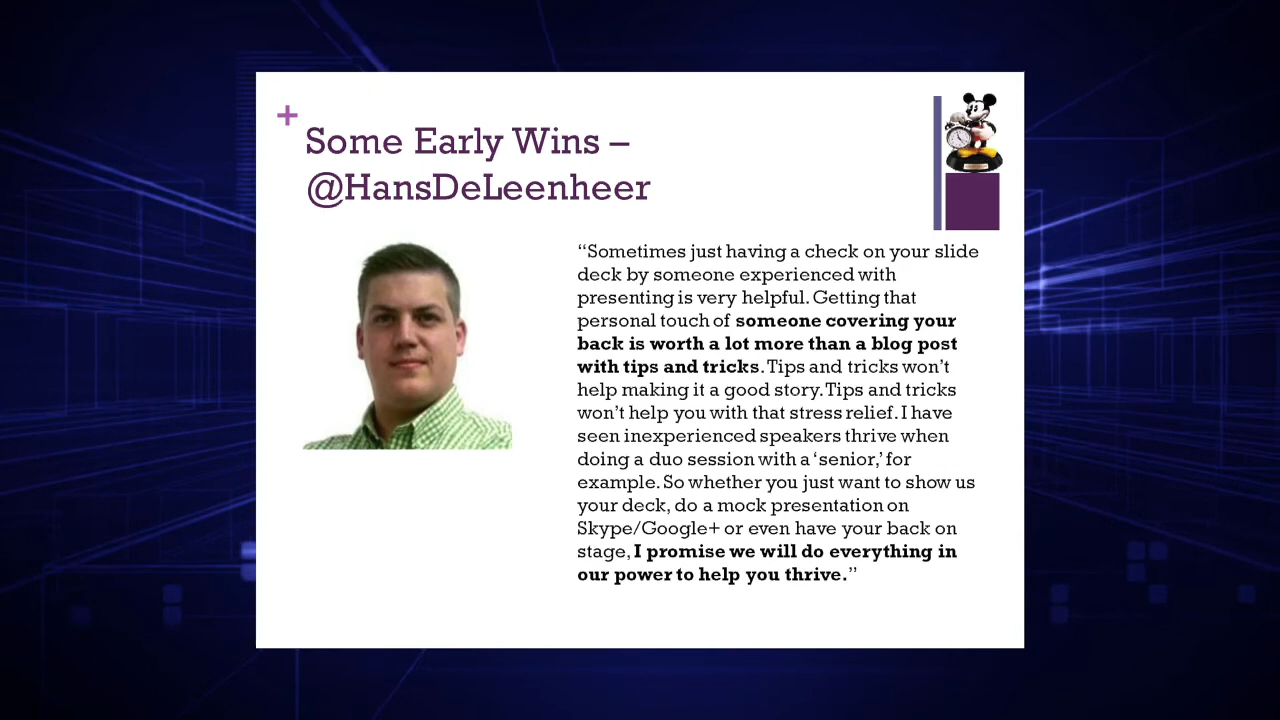 +
Some Early Wins –
@HansDeLeenheer
“Sometimes just having a check on your slide
deck by someone experienced with
presenting is very helpful. Getting that
personal touch of someone covering your
back is worth a lot more than a blog post
with tips and tricks. Tips and tricks won’t
help making it a good story. Tips and tricks
won’t help you with that stress relief. I have
seen inexperienced speakers thrive when
doing a duo session with a ‘senior,’ for
example. So whether you just want to show us
your deck, do a mock presentation on
Skype/Google+ or even have your back on
stage, I promise we will do everything in
our power to help you thrive.”